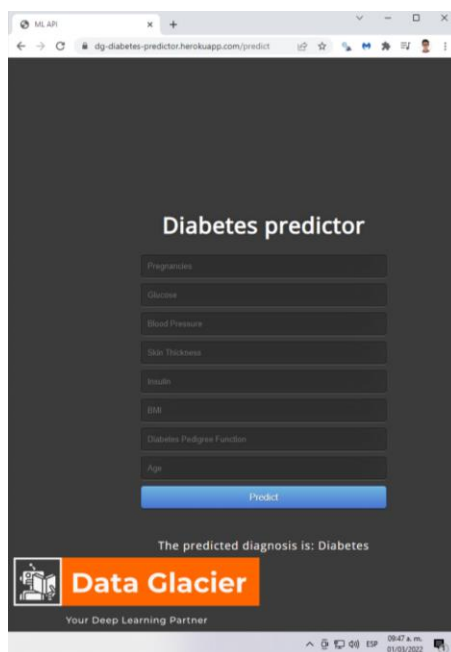 ML API
dg-diabetes-predictor.herokuapp.com/predict
Diabetes predictor
Pregnancies
Glucose
Blood Pressure
Skin Thickness
Insulin
BMI
Diabetes Pedigree Function
Age
Predict
The predicted diagnosis is: Diabetes
Data Glacier
Your Deep Learning Partner
ESP
09:47 a. m.
01/03/2022